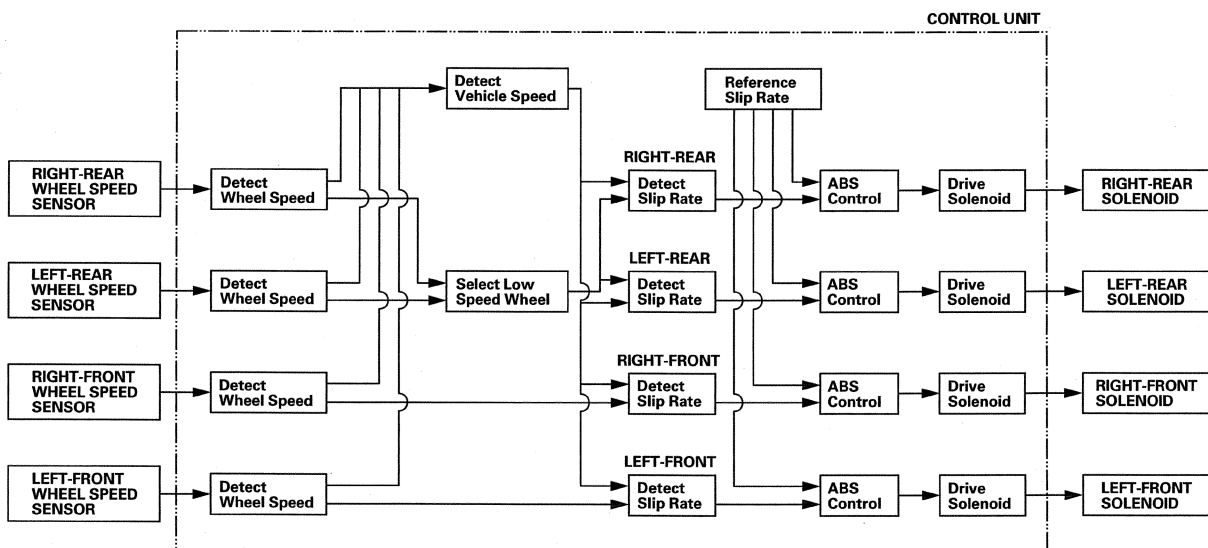 CONTROL UNIT
Detect
Vehicle Speed
Reference
Slip Rate
RIGHT-REAR
WHEEL SPEED
SENSOR
Detect
Wheel Speed
RIGHT-REAR
Detect
Slip Rate
ABS
Control
Drive
Solenoid
RIGHT-REAR
SOLENOID
LEFT-REAR
WHEEL SPEED
SENSOR
Detect
Wheel Speed
Select Low
Speed Wheel
LEFT-REAR
Detect
Slip Rate
ABS
Control
Drive
Solenoid
LEFT-REAR
SOLENOID
RIGHT-FRONT
WHEEL SPEED
SENSOR
Detect
Wheel Speed
RIGHT-FRONT
Detect
Slip Rate
ABS
Control
Drive
Solenoid
RIGHT-FRONT
SOLENOID
LEFT-FRONT
WHEEL SPEED
SENSOR
Detect
Wheel Speed
LEFT-FRONT
Detect
Slip Rate
ABS
Control
Drive
Solenoid
LEFT-FRONT
SOLENOID